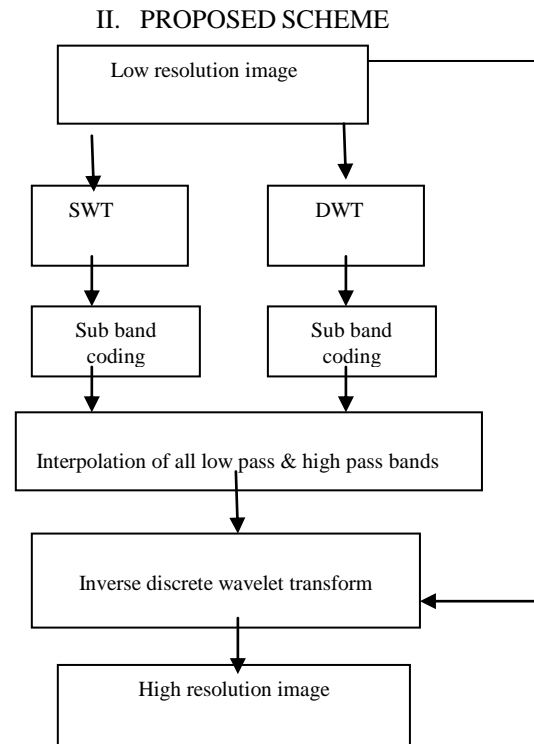 II. PROPOSED SCHEME
Low resolution image
SWT
DWT
Sub band
coding
Sub band
coding
Interpolation of all low pass & high pass bands
Inverse discrete wavelet transform
High resolution image